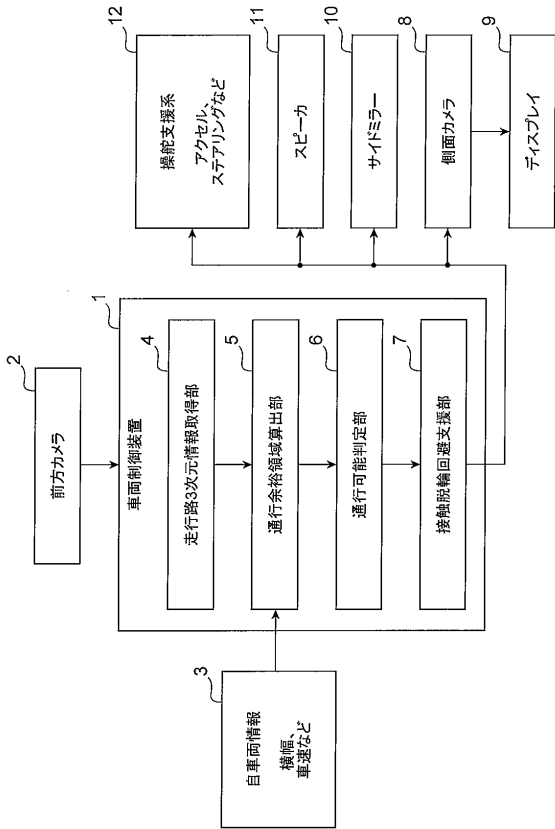 2
前方カメラ
1
車両制御装置
4
走行路3次元情報取得部
5
通行余裕領域算出部
6
通行可能判定部
7
接触脱輪回避支援部
3
自車両情報
横幅、
車速など
12
操舵支援系
アクセル、
ステアリングなど
11
スピーカ
10
サイドミラー
8
側面カメラ
9
ディスプレイ